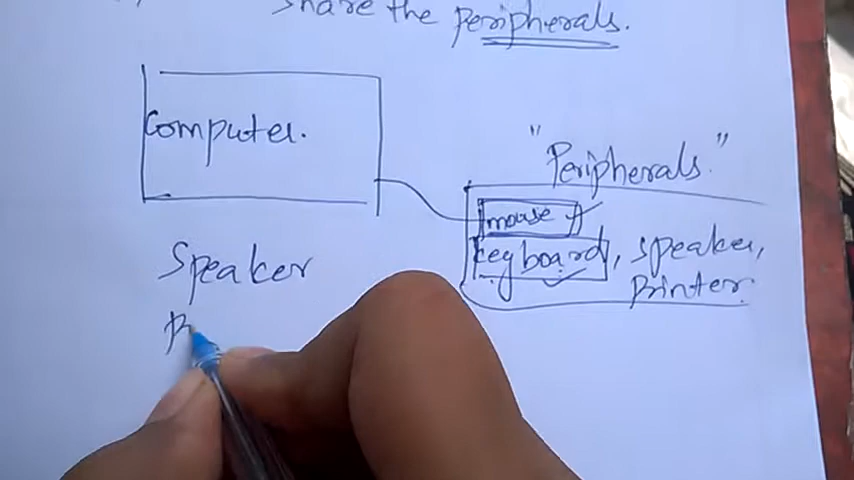 Share the peripherals.
Computer.
"Peripherals."
mouse
keyboard, speaker,
printer.
Speaker
P